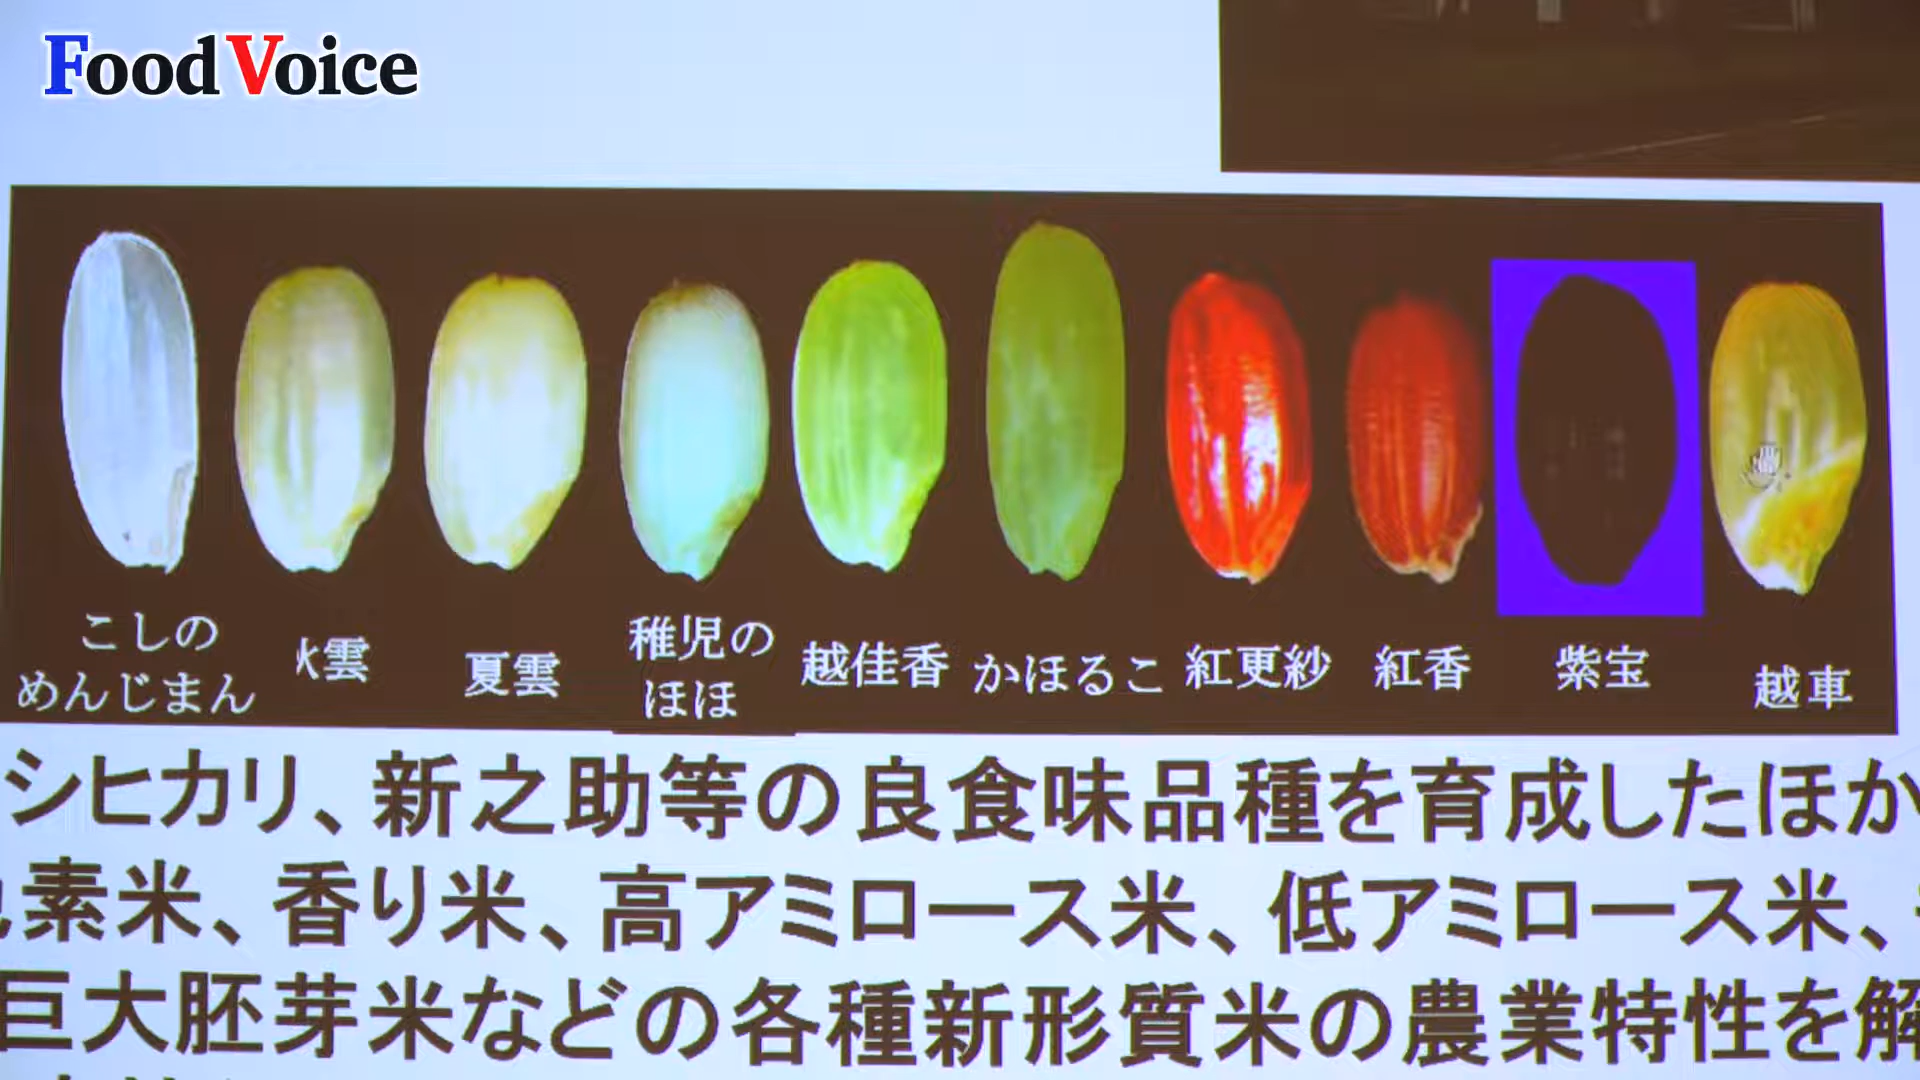 FoodVoice
こしの
めんじまん
雲
夏雲
稚児の
ほほ
越佳香
かほるこ
紅更紗
紅香
紫宝
越車
シヒカリ、新之助等の良食味品種を育成したほか
素米、香り米、高アミロース米、低アミロース米、
巨大胚芽米などの各種新形質米の農業特性を解